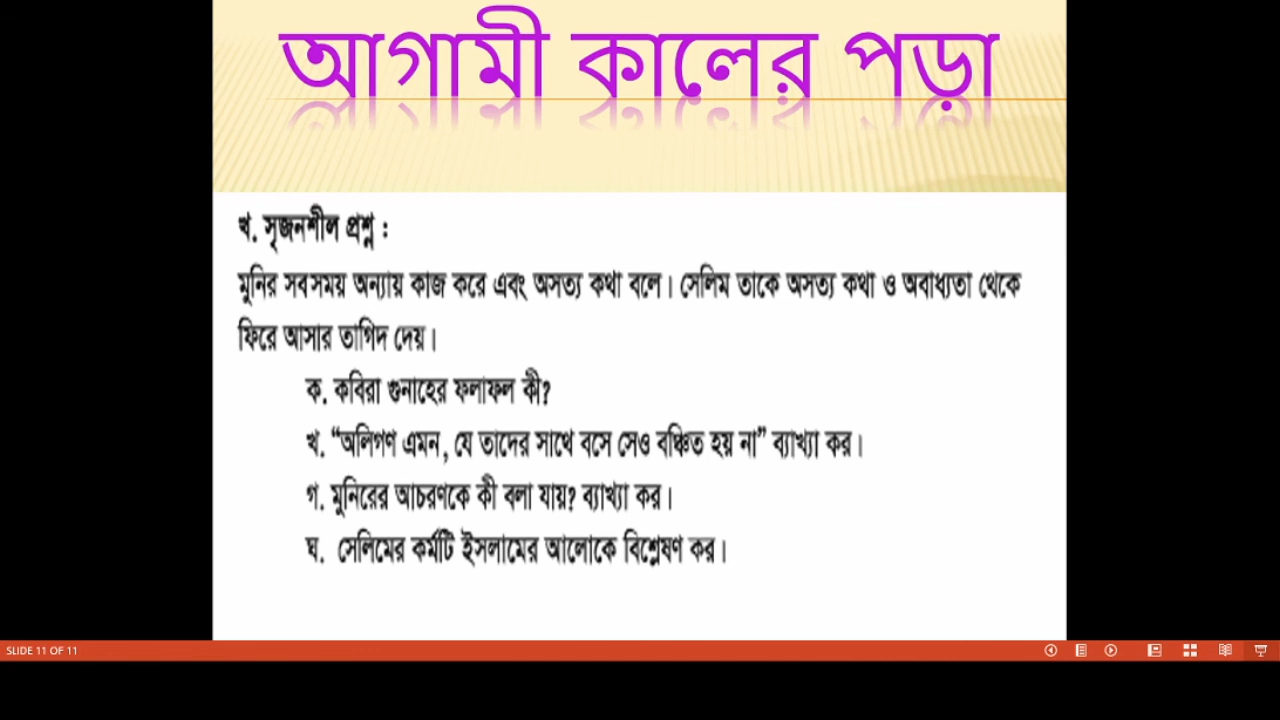 আগামী কালের পড়া
খ. সৃজনশীল প্রশ্ন :
মুনির সবসময় অন্যায় কাজ করে এবং অসত্য কথা বলে। সেলিম তাকে অসত্য কথা ও অবাধ্যতা থেকে
ফিরে আসার তাগিদ দেয়।
ক. কবিরা গুনাহের ফলাফল কী?
খ. “অলিগণ এমন, যে তাদের সাথে বসে সেও বঞ্চিত হয় না” ব্যাখ্যা কর।
গ. মুনিরের আচরণকে কী বলা যায়? ব্যাখ্যা কর।
ঘ. সেলিমের কর্মটি ইসলামের আলোকে বিশ্লেষণ কর।
SLIDE 11 OF 11